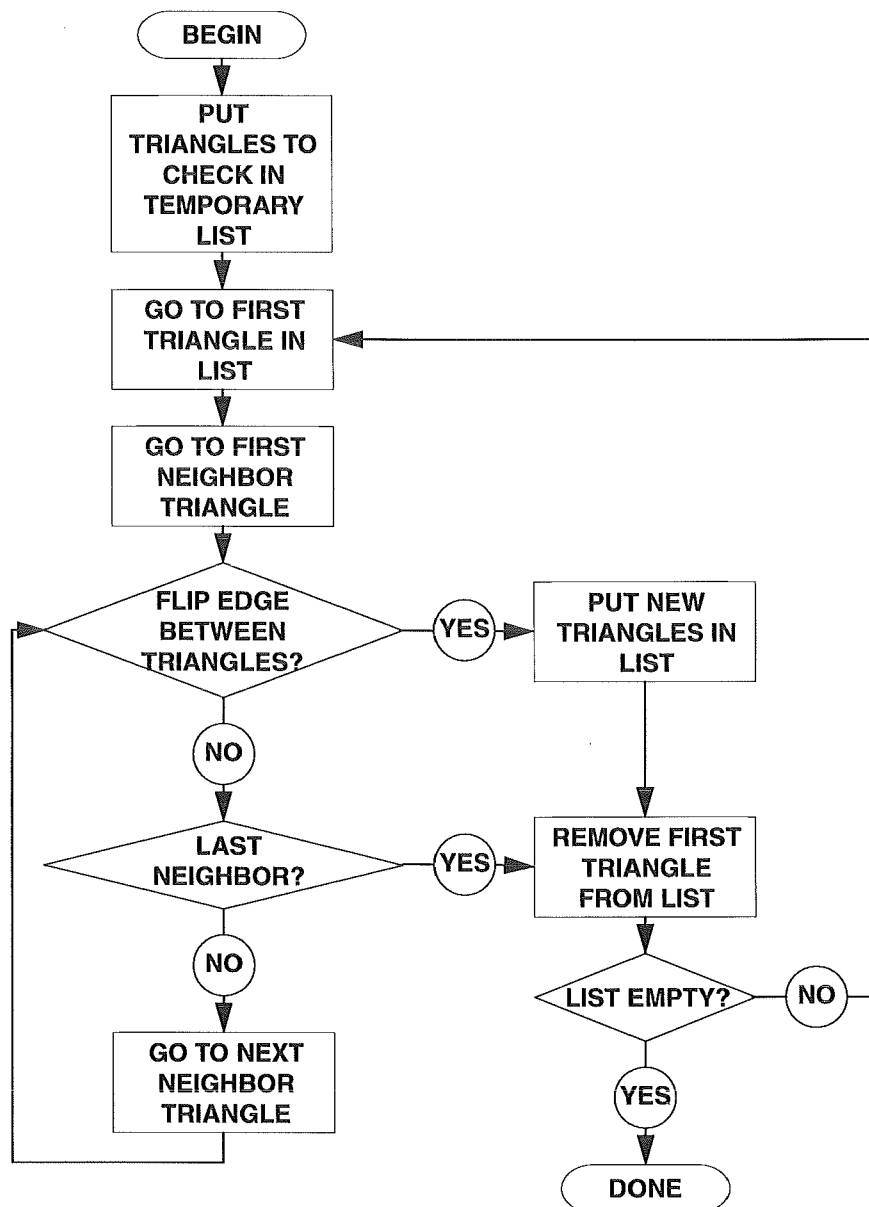 BEGIN
PUT
TRIANGLES TO
CHECK IN
TEMPORARY
LIST
GO TO FIRST
TRIANGLE IN
LIST
GO TO FIRST
NEIGHBOR
TRIANGLE
FLIP EDGE
BETWEEN
TRIANGLES?
YES
PUT NEW
TRIANGLES IN
LIST
NO
LAST
NEIGHBOR?
YES
REMOVE FIRST
TRIANGLE
FROM LIST
NO
LIST EMPTY?
NO
GO TO NEXT
NEIGHBOR
TRIANGLE
YES
DONE